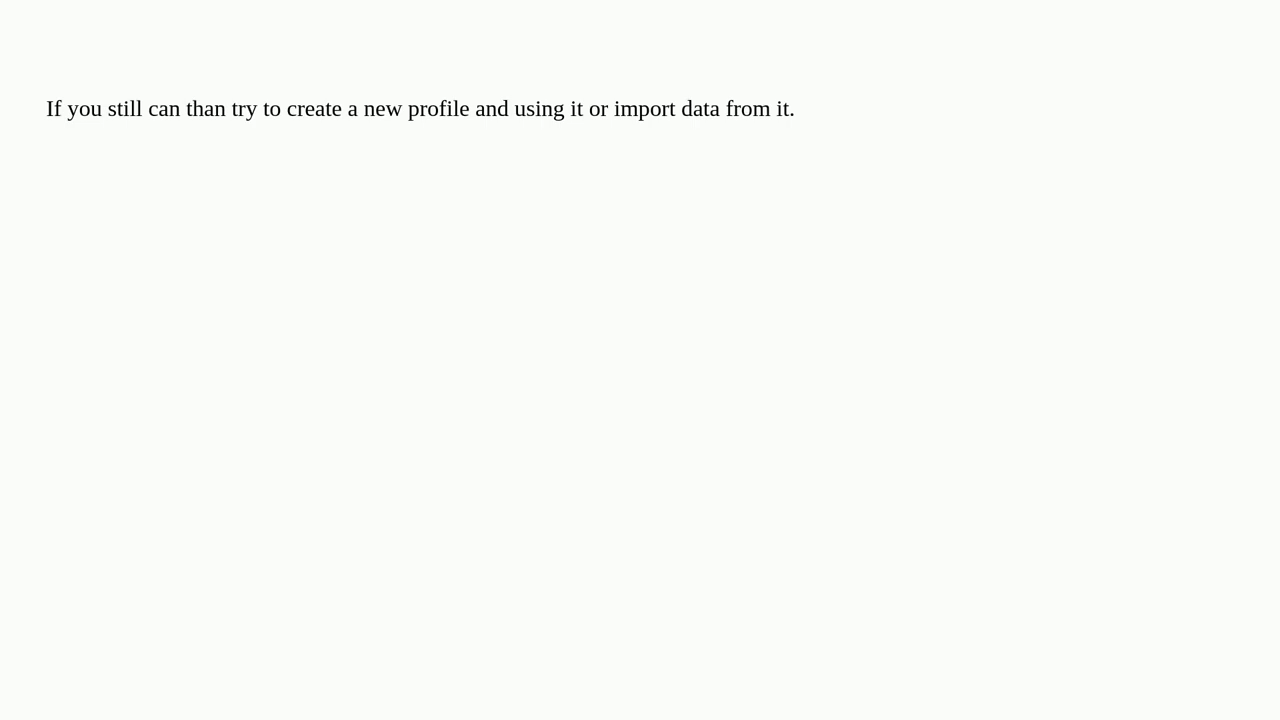 If you still can than try to create a new profile and using it or import data from it.